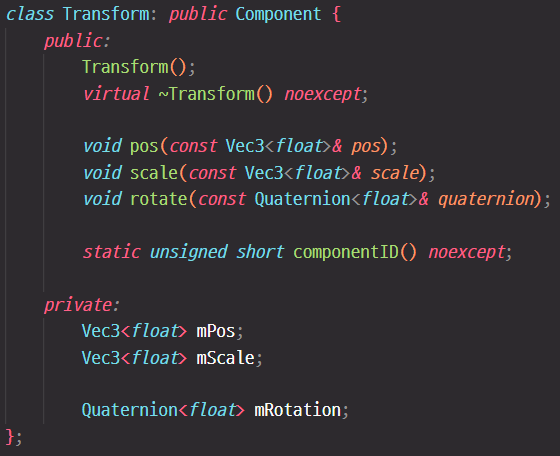 class Transform: public Component {
    public:
        Transform();
        virtual ~Transform() noexcept;

        void pos(const Vec3<float>& pos);
        void scale(const Vec3<float>& scale);
        void rotate(const Quaternion<float>& quaternion);

        static unsigned short componentID() noexcept;

    private:
        Vec3<float> mPos;
        Vec3<float> mScale;

        Quaternion<float> mRotation;
};